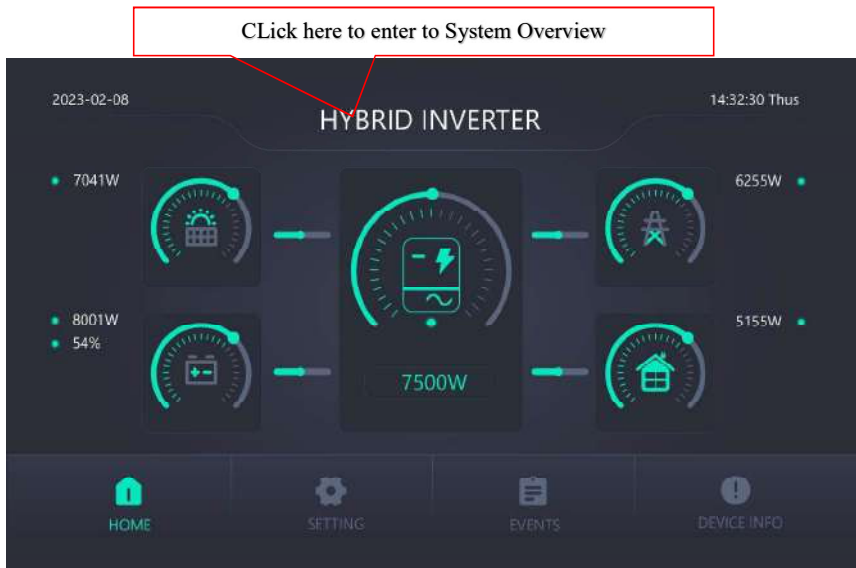 CLick here to enter to System Overview
2023-02-08
HYBRID INVERTER
14:32:30 Thus
7041W
6255W
8001W
54%
5155W
7500W
HOME
SETTING
EVENTS
DEVICE INFO